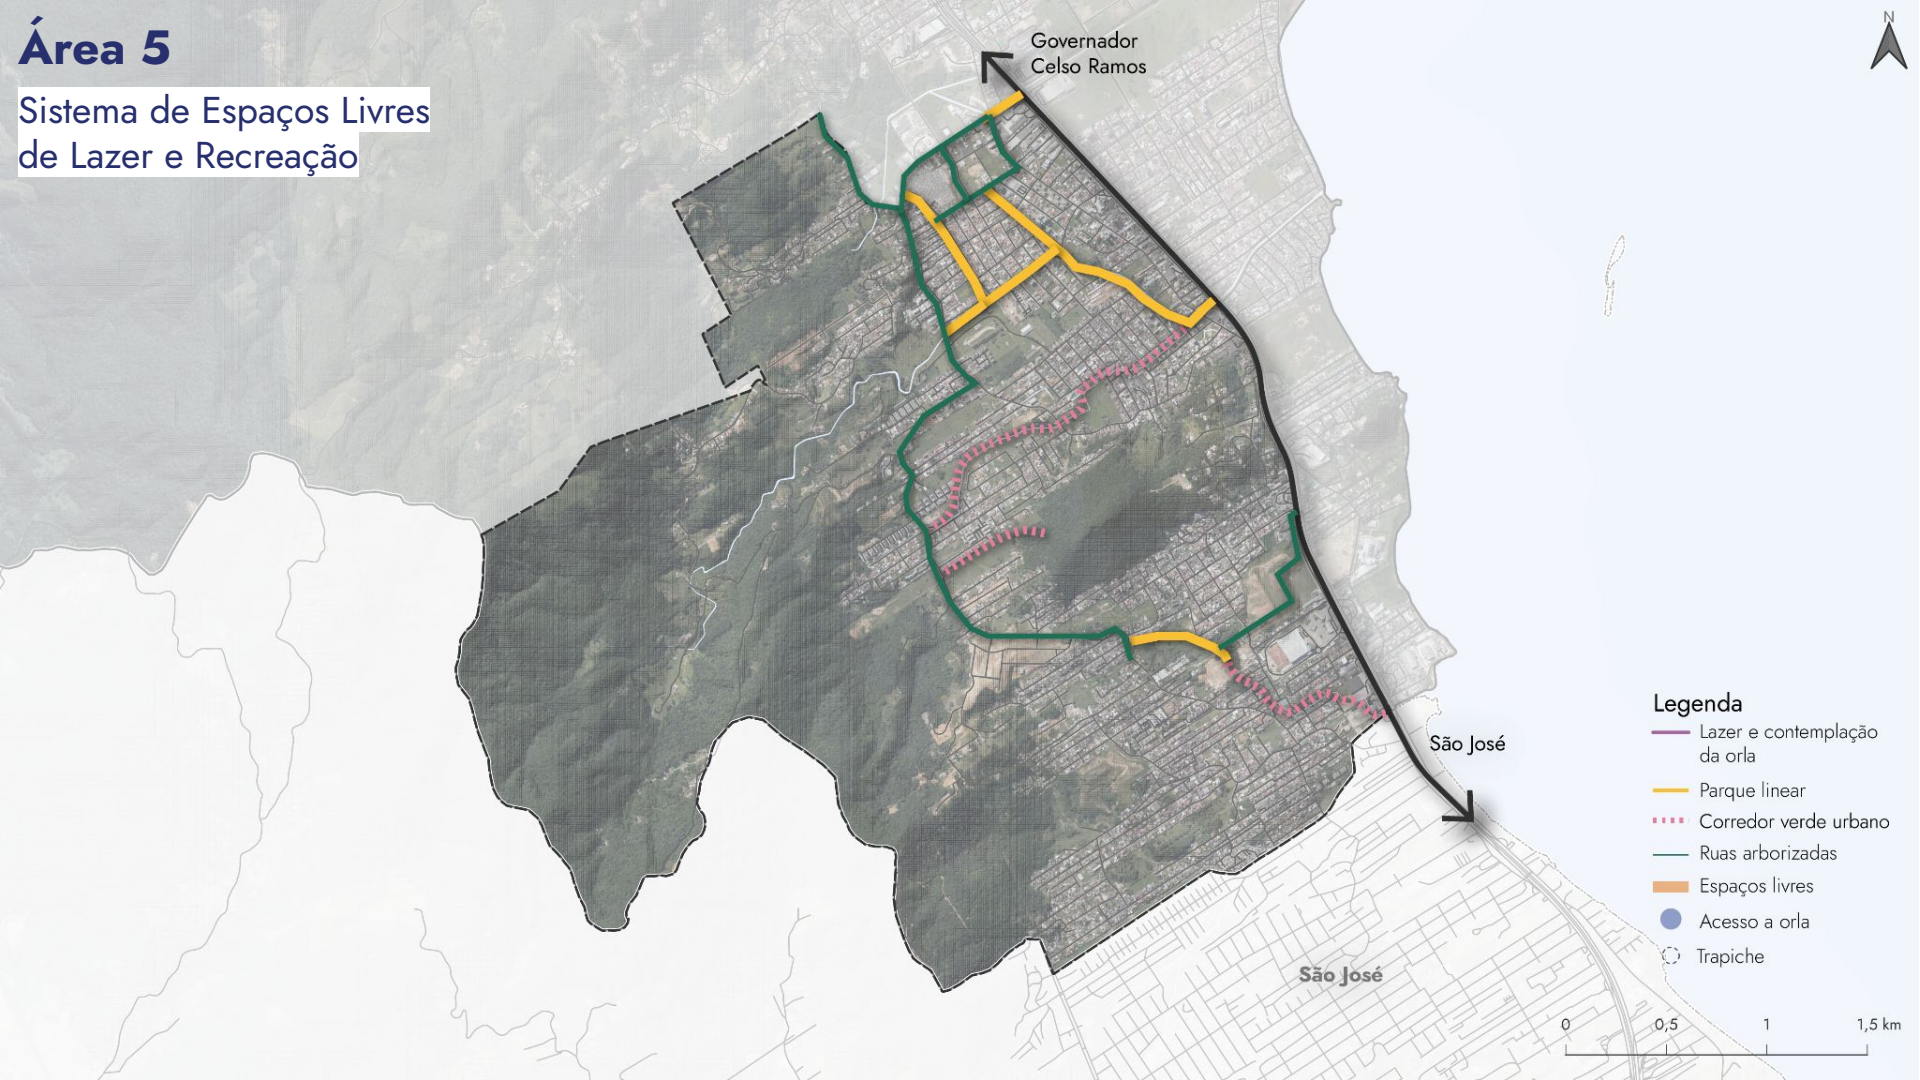 Área 5
Sistema de Espaços Livres
de Lazer e Recreação
N
Governador
Celso Ramos
São José
Legenda
Lazer e contemplação
da orla
Parque linear
Corredor verde urbano
Ruas arborizadas
Espaços livres
Acesso a orla
Trapiche
São José
0 0,5 1 1,5 km